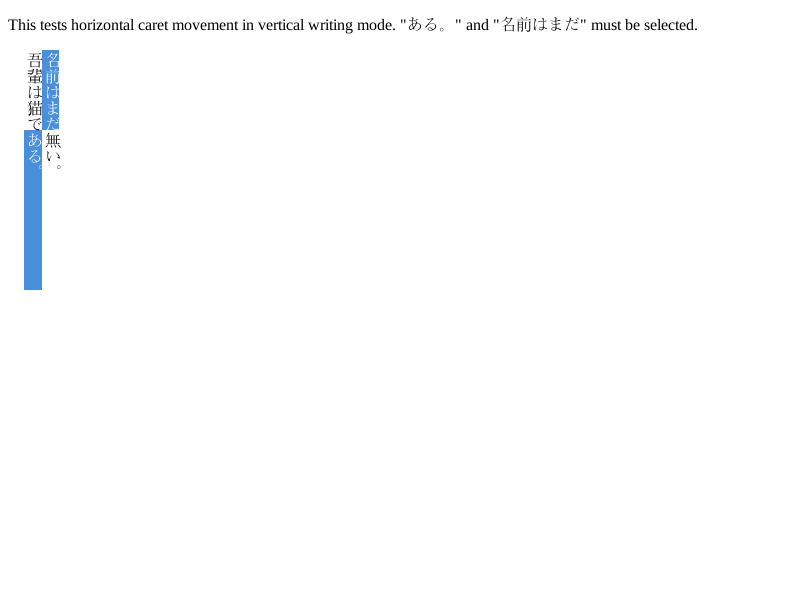 This tests horizontal caret movement in vertical writing mode. "ある。" and "名前はまだ" must be selected.
吾輩は猫である。
名前はまだ無い。